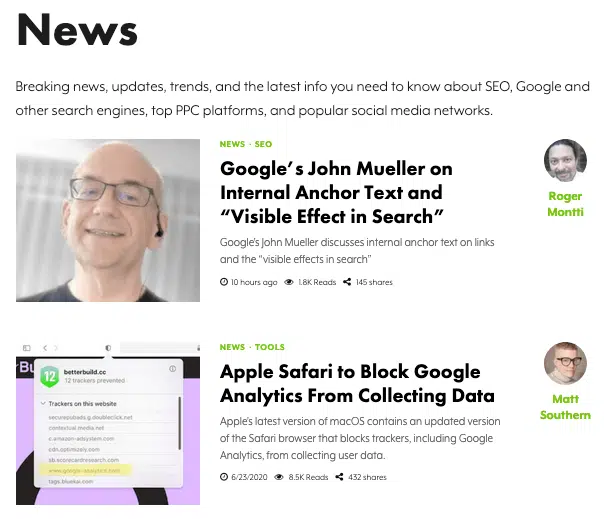 News
Breaking news, updates, trends, and the latest info you need to know about SEO, Google and
other search engines, top PPC platforms, and popular social media networks.
NEWS · SEO
Google's John Mueller on
Internal Anchor Text and
“Visible Effect in Search”
Google's John Mueller discusses internal anchor text on links
and the “visible effects in search”
10 hours ago 1.8K Reads 145 shares
Roger
Montti
12
betterbuild.cc
12 trackers prevented
Trackers on this website
securepubads.g.doubleclick.net
contextual.media.net
c.amazon-adsystem.com
cdn.optimizely.com
sb.scorecardresearch.com
www.google-analytics.com
tags.bluekai.com
NEWS · TOOLS
Apple Safari to Block Google
Analytics From Collecting Data
Apple's latest version of macOS contains an updated version
of the Safari browser that blocks trackers, including Google
Analytics, from collecting user data.
6/23/2020 8.5K Reads 432 shares
Matt
Southern